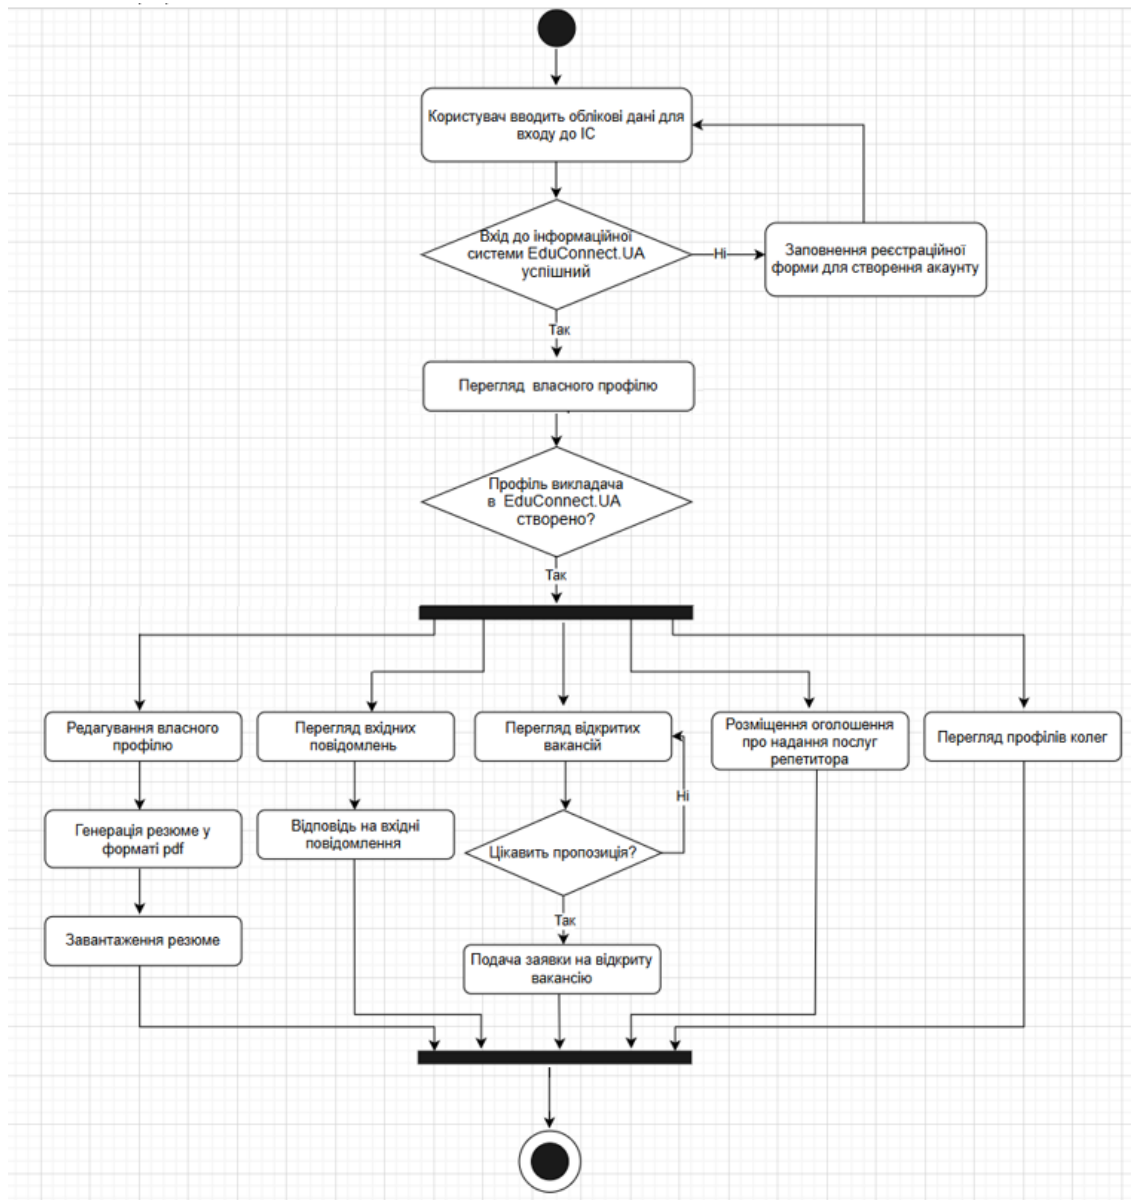 Користувач вводить облікові дані для
входу до ІС
Вхід до інформаційної
системи EduConnect.UA
успішний
Ні
Заповнення реєстраційної
форми для створення акаунту
Так
Перегляд власного профілю
Профіль викладача
в EduConnect.UA
створено?
Так
Редагування власного
профілю
Перегляд вхідних
повідомлень
Перегляд відкритих
вакансій
Розміщення оголошення
про надання послуг
репетитора
Перегляд профілів колег
Ні
Генерація резюме у
форматі pdf
Відповідь на вхідні
повідомлення
Цікавить пропозиція?
Так
Завантаження резюме
Подача заявки на відкриту
вакансію